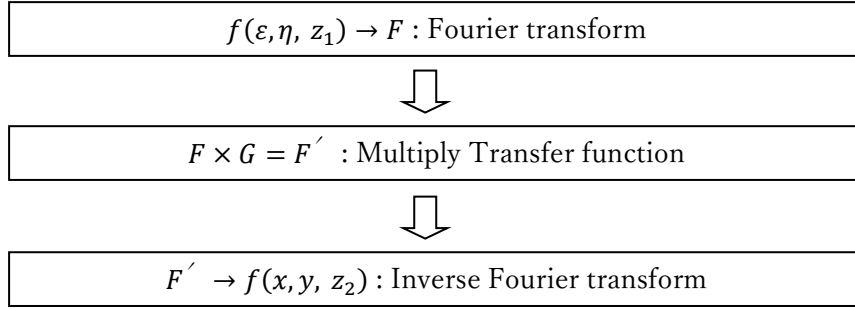 f(ε, η, z₁) → F : Fourier transform
F × G = F′ : Multiply Transfer function
F′ → f(x, y, z₂) : Inverse Fourier transform